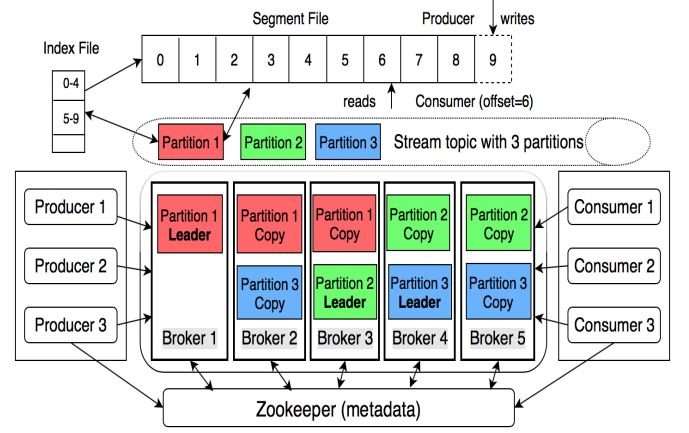 Segment File
Producer
writes
Index File
0
1
2
3
4
5
6
7
8
9
0-4
5-9
reads
Consumer (offset=6)
Partition 1
Partition 2
Partition 3
Stream topic with 3 partitions
Producer 1
Producer 2
Producer 3
Partition 1
Leader
Broker 1
Partition 1
Copy
Partition 3
Copy
Broker 2
Partition 1
Copy
Partition 2
Leader
Broker 3
Partition 2
Copy
Partition 3
Leader
Broker 4
Partition 2
Copy
Partition 3
Copy
Broker 5
Consumer 1
Consumer 2
Consumer 3
Zookeeper (metadata)